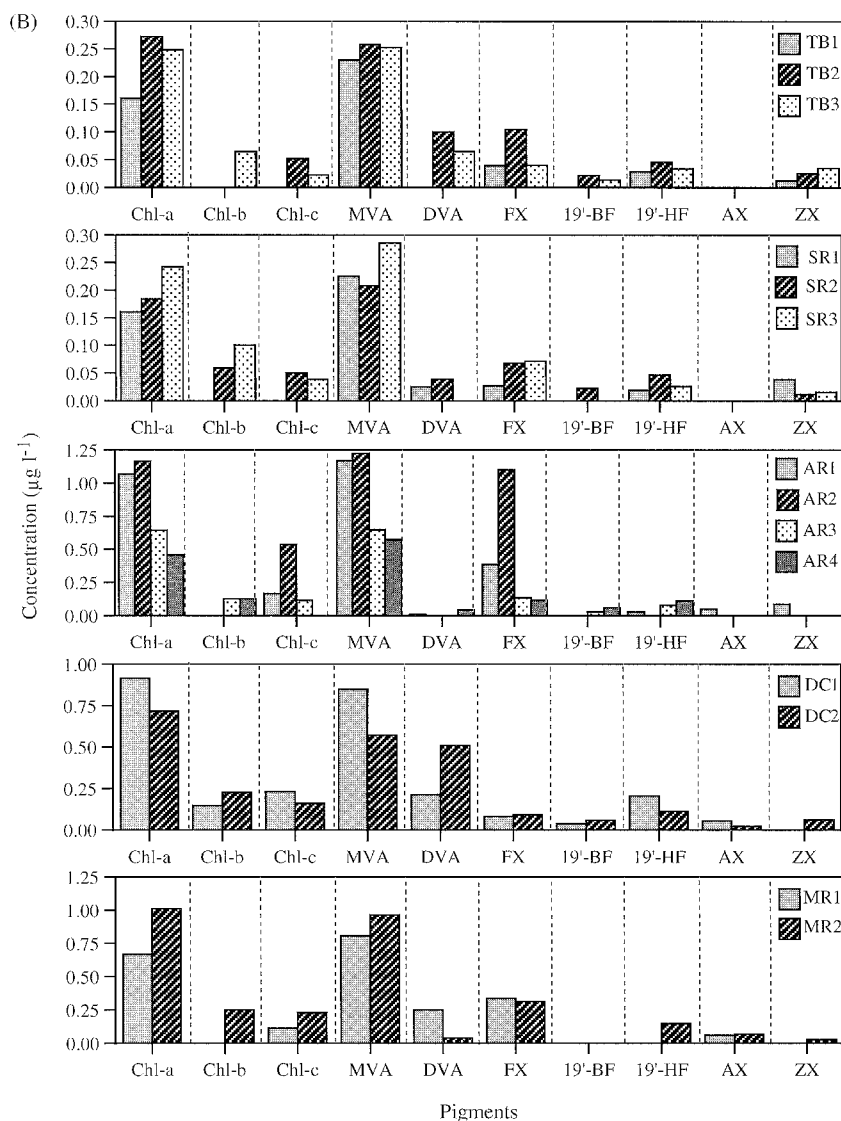 (B)
0.30
0.25
0.20
0.15
0.10
0.05
0.00
TB1
TB2
TB3
Chl-a Chl-b Chl-c MVA DVA FX 19'-BF 19'-HF AX ZX
0.30
0.25
0.20
0.15
0.10
0.05
0.00
SR1
SR2
SR3
Chl-a Chl-b Chl-c MVA DVA FX 19'-BF 19'-HF AX ZX
Concentration (µg l⁻¹)
1.25
1.00
0.75
0.50
0.25
0.00
AR1
AR2
AR3
AR4
Chl-a Chl-b Chl-c MVA DVA FX 19'-BF 19'-HF AX ZX
1.00
0.75
0.50
0.25
0.00
DC1
DC2
Chl-a Chl-b Chl-c MVA DVA FX 19'-BF 19'-HF AX ZX
1.25
1.00
0.75
0.50
0.25
0.00
MR1
MR2
Chl-a Chl-b Chl-c MVA DVA FX 19'-BF 19'-HF AX ZX
Pigments